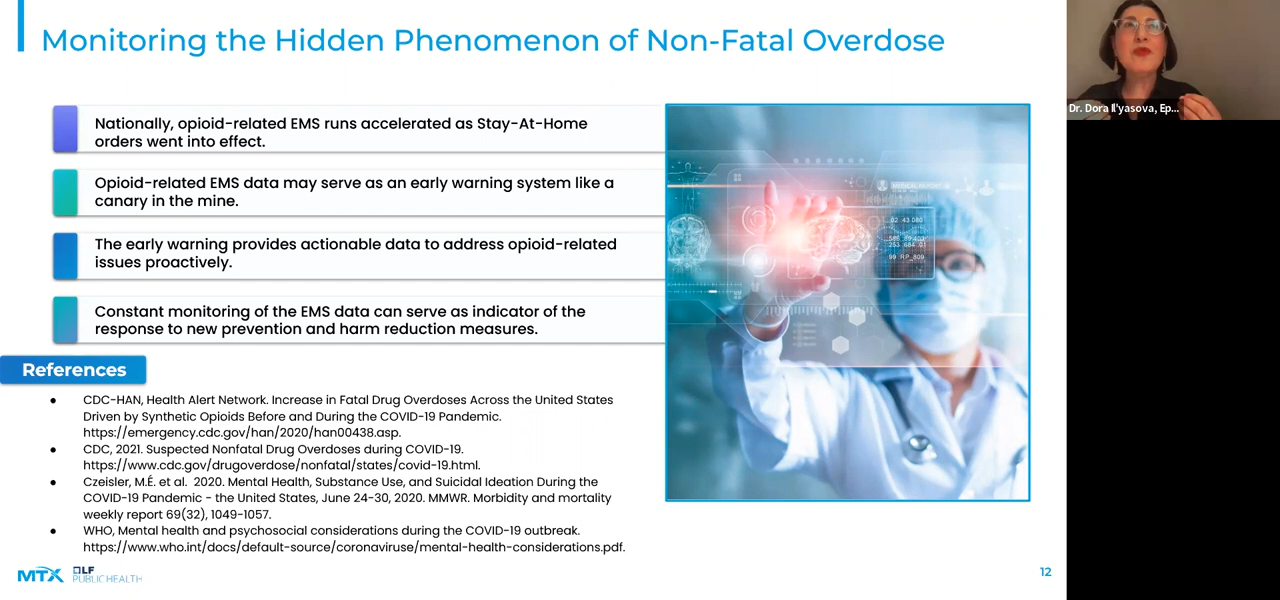 Monitoring the Hidden Phenomenon of Non-Fatal Overdose
Nationally, opioid-related EMS runs accelerated as Stay-At-Home
orders went into effect.
Opioid-related EMS data may serve as an early warning system like a
canary in the mine.
The early warning provides actionable data to address opioid-related
issues proactively.
Constant monitoring of the EMS data can serve as indicator of the
response to new prevention and harm reduction measures.
References
● CDC-HAN, Health Alert Network. Increase in Fatal Drug Overdoses Across the United States
Driven by Synthetic Opioids Before and During the COVID-19 Pandemic.
https://emergency.cdc.gov/han/2020/han00438.asp.
● CDC, 2021. Suspected Nonfatal Drug Overdoses during COVID-19.
https://www.cdc.gov/drugoverdose/nonfatal/states/covid-19.html.
● Czeisler, M.É. et al. 2020. Mental Health, Substance Use, and Suicidal Ideation During the
COVID-19 Pandemic - the United States, June 24-30, 2020. MMWR. Morbidity and mortality
weekly report 69(32), 1049-1057.
● WHO, Mental health and psychosocial considerations during the COVID-19 outbreak.
https://www.who.int/docs/default-source/coronaviruse/mental-health-considerations.pdf.
MTX
LF
PUBLIC HEALTH
12
MEDICAL REPORT
02 :43 080
99 RP_809
Dr. Dora Il'yasova, Ep...